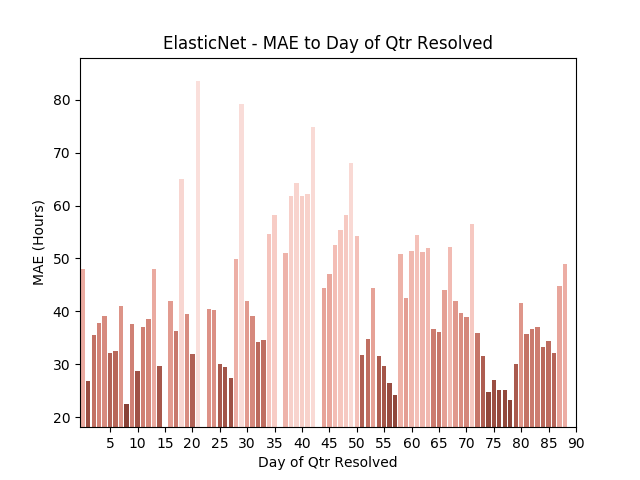 ElasticNet - MAE to Day of Qtr Resolved
MAE (Hours)
80
70
60
50
40
30
20
5 10 15 20 25 30 35 40 45 50 55 60 65 70 75 80 85 90
Day of Qtr Resolved